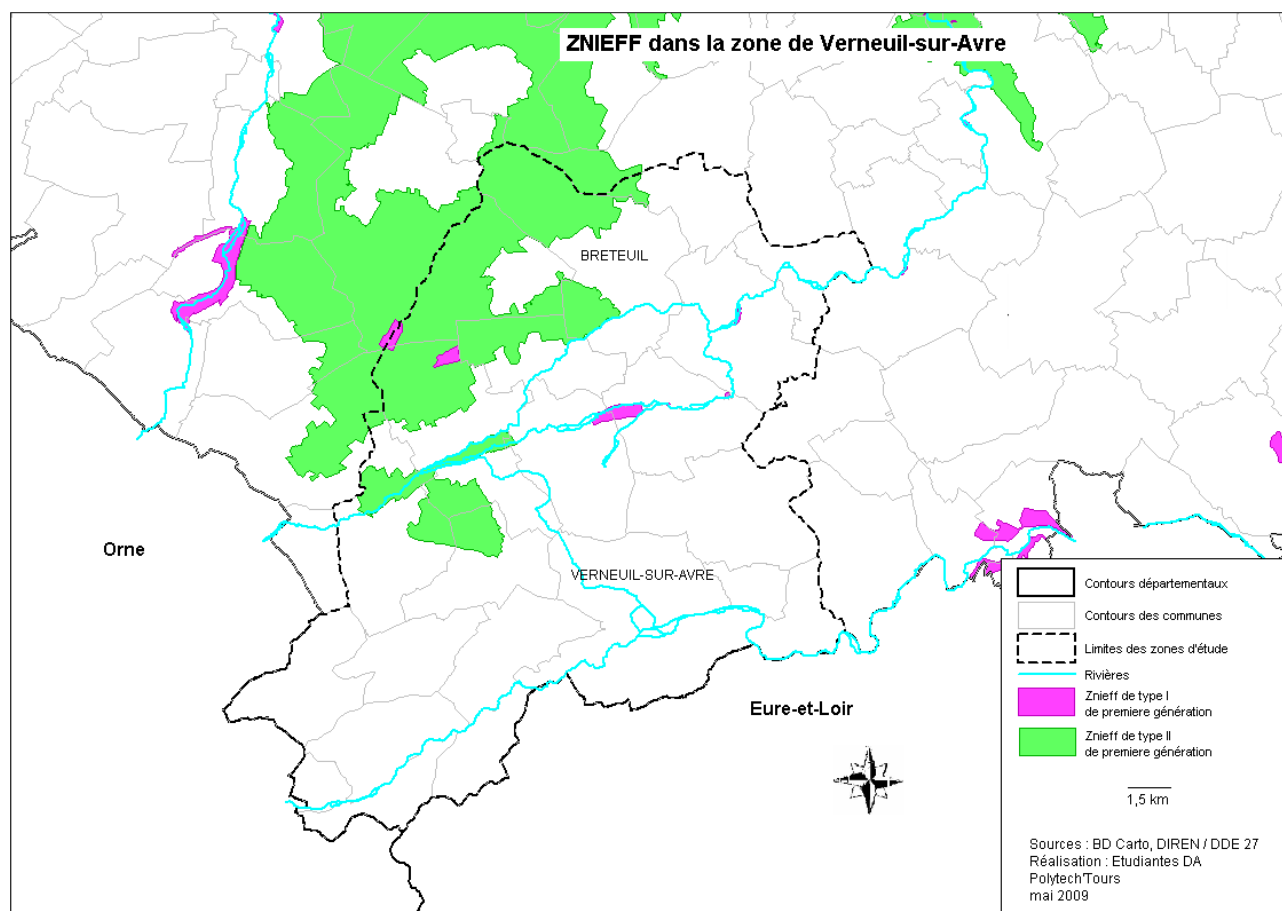 ZNIEFF dans la zone de Verneuil-sur-Avre
BRETEUIL
Orne
VERNEUIL-SUR-AVRE
Eure-et-Loir
Contours départementaux
Contours des communes
Limites des zones d'étude
Rivières
Znieff de type I
de premiere génération
Znieff de type II
de premiere génération
1,5 km
Sources : BD Carto, DIREN / DDE 27
Réalisation : Etudiantes DA
Polytech'Tours
mai 2009